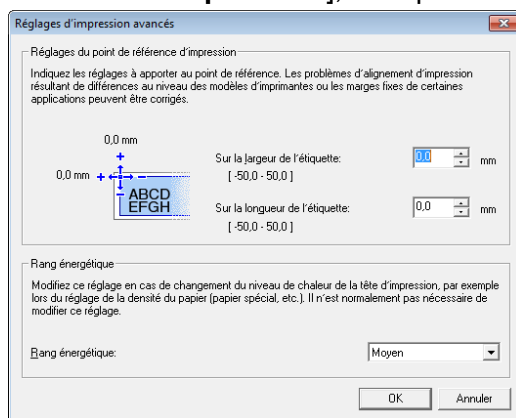 Réglages d'impression avancés
Réglages du point de référence d'impression
Indiquez les réglages à apporter au point de référence. Les problèmes d'alignement d'impression
résultant de différences au niveau des modèles d'imprimantes ou les marges fixes de certaines
applications peuvent être corrigés.
0,0 mm
0,0 mm
ABCD
EFGH
Sur la largeur de l'étiquette:
0,0
mm
[ -50,0 - 50,0 ]
Sur la longueur de l'étiquette:
0,0
mm
[ -50,0 - 50,0 ]
Rang énergétique
Modifiez ce réglage en cas de changement du niveau de chaleur de la tête d'impression, par exemple
lors du réglage de la densité du papier (papier spécial, etc.). Il n'est normalement pas nécessaire de
modifier ce réglage.
Rang énergétique:
Moyen
OK
Annuler